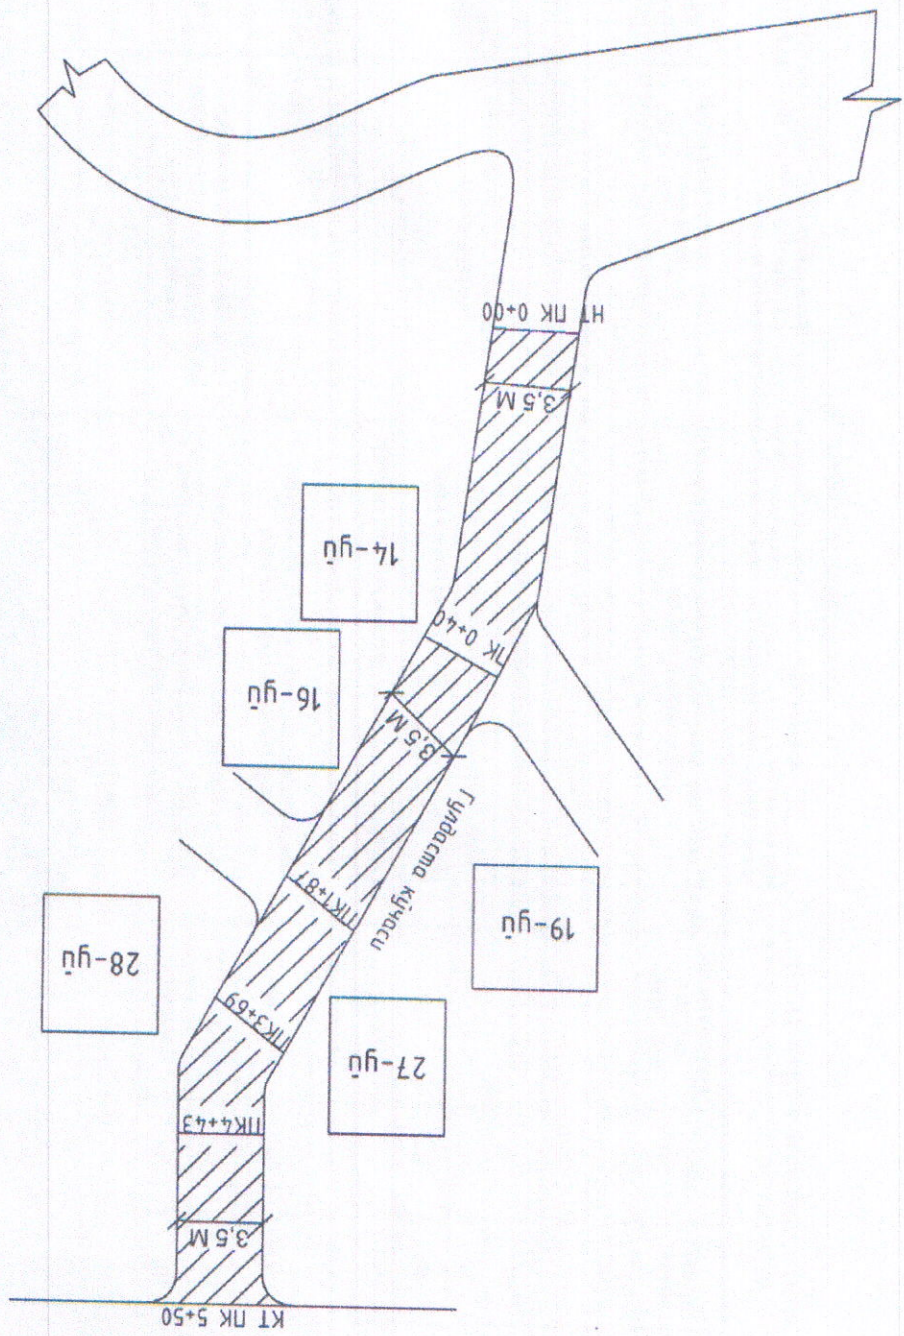 КТ ПК 5+50
3,5 М
ПК4+43
27-уй
ПК3+69
28-уй
19-уй
ПК1+87
Гулдаста кўчаси
3,5 М
16-уй
ПК 0+40
14-уй
3,5 М
НТ ПК 0+00